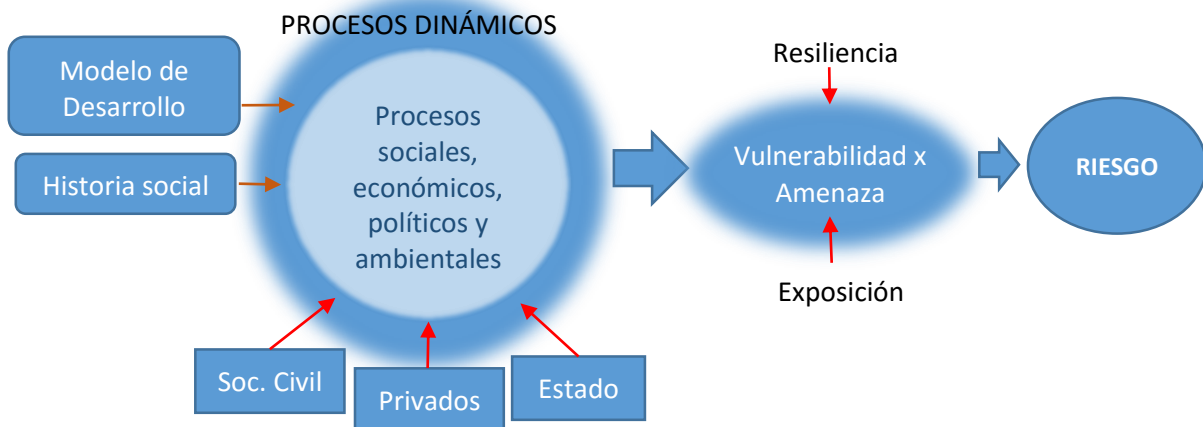 PROCESOS DINÁMICOS
Modelo de
Desarrollo
Historia social
Procesos
sociales,
económicos,
políticos y
ambientales
Soc. Civil
Privados
Estado
Resiliencia
Vulnerabilidad x
Amenaza
Exposición
RIESGO